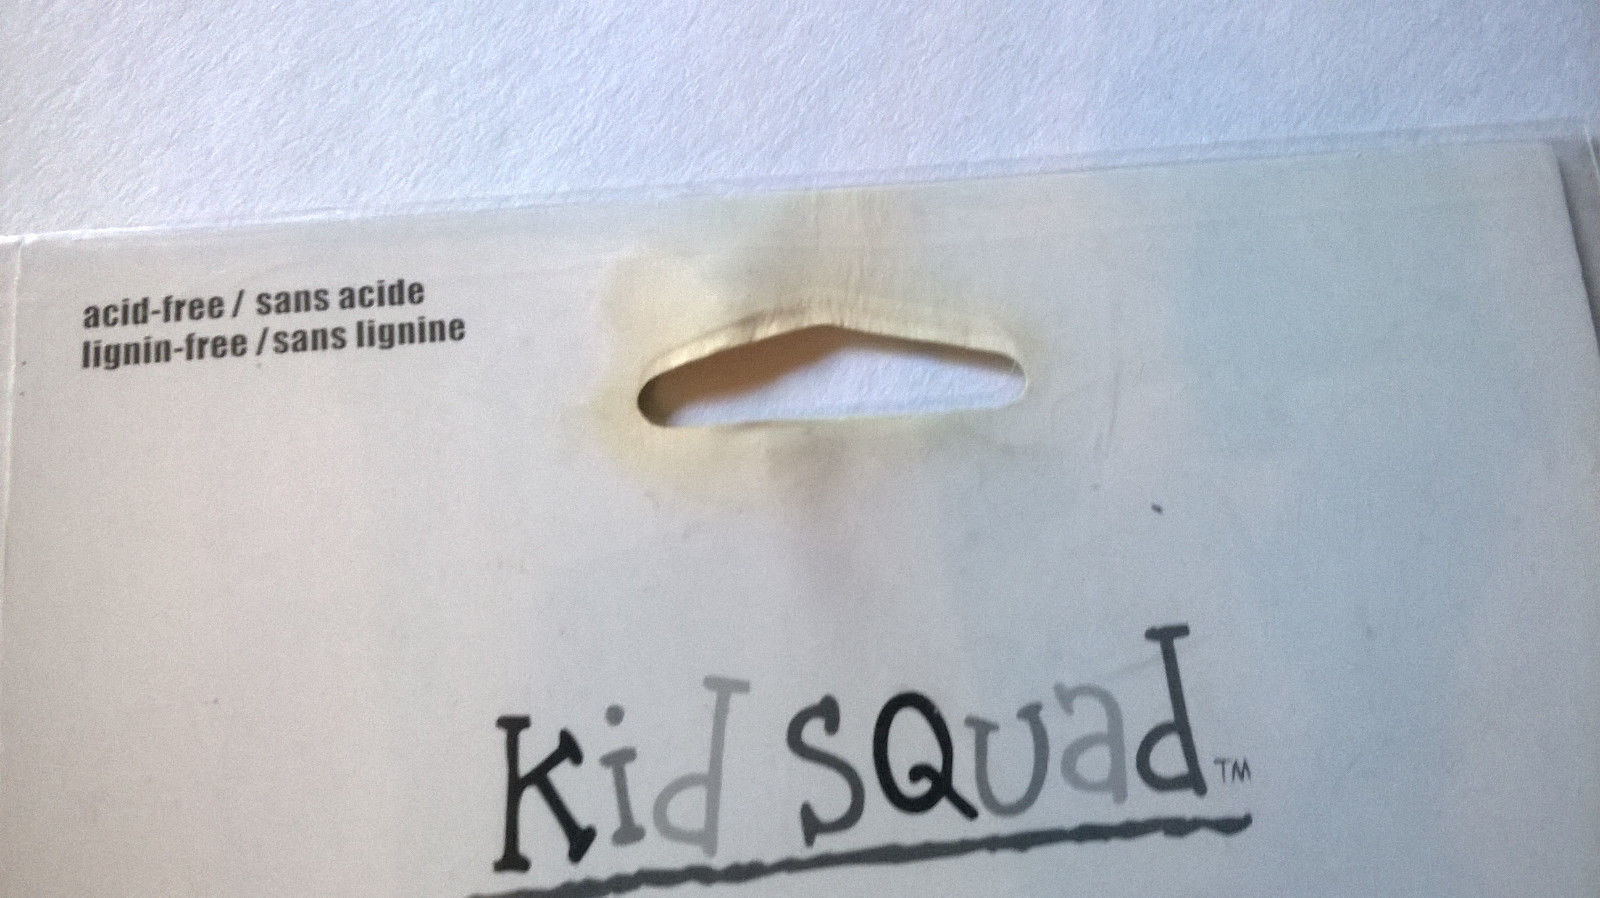 acid-free / sans acide
lignin-free / sans lignine
Kid SQuad™